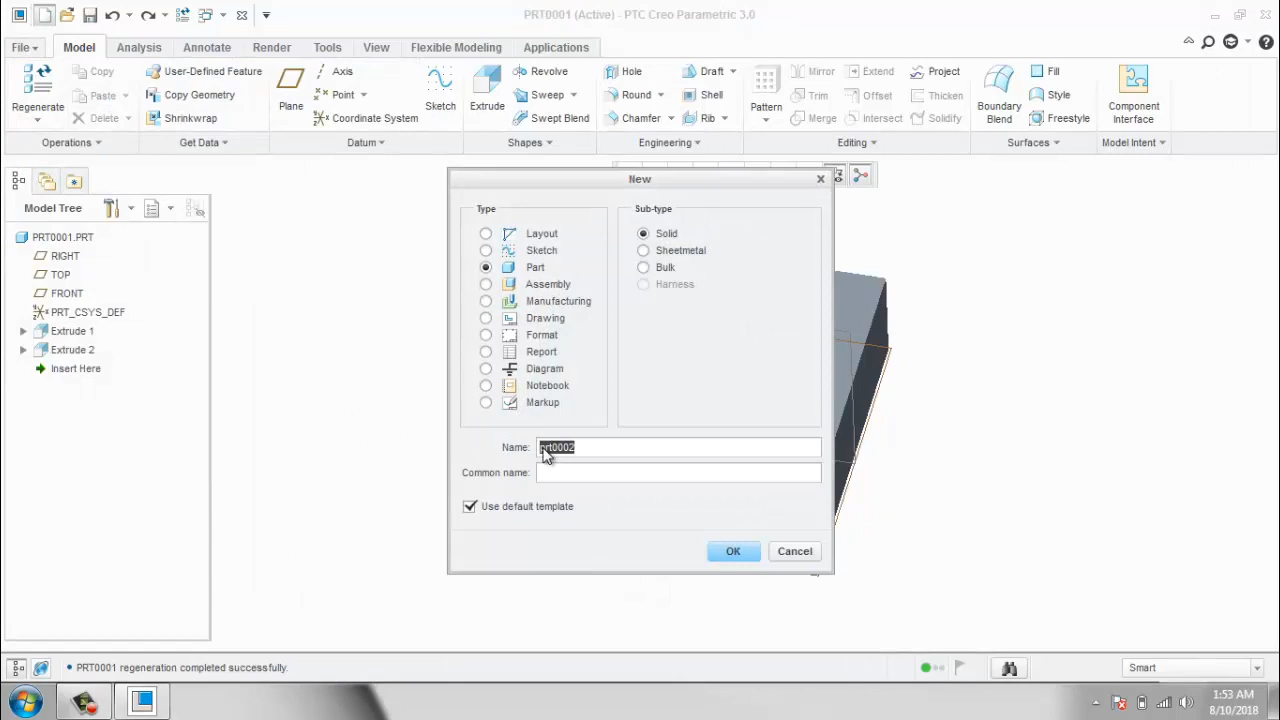 PRT0001 (Active) - PTC Creo Parametric 3.0
File Model Analysis Annotate Render Tools View Flexible Modeling Applications
Regenerate
Copy
Paste
Delete
Operations
User-Defined Feature
Copy Geometry
Shrinkwrap
Get Data
Plane
Axis
Point
Coordinate System
Sketch
Datum
Extrude
Revolve
Sweep
Swept Blend
Shapes
Hole
Round
Chamfer
Draft
Shell
Rib
Engineering
Pattern
Mirror
Trim
Merge
Extend
Offset
Intersect
Project
Thicken
Solidify
Editing
Boundary
Blend
Fill
Style
Freestyle
Surfaces
Component
Interface
Model Intent
Model Tree
PRT0001.PRT
RIGHT
TOP
FRONT
PRT_CSYS_DEF
Extrude 1
Extrude 2
Insert Here
New
Type
Layout
Sketch
Part
Assembly
Manufacturing
Drawing
Format
Report
Diagram
Notebook
Markup
Sub-type
Solid
Sheetmetal
Bulk
Harness
Name: prt0002
Common name:
Use default template
OK Cancel
• PRT0001 regeneration completed successfully.
Smart
1:53 AM
8/10/2018